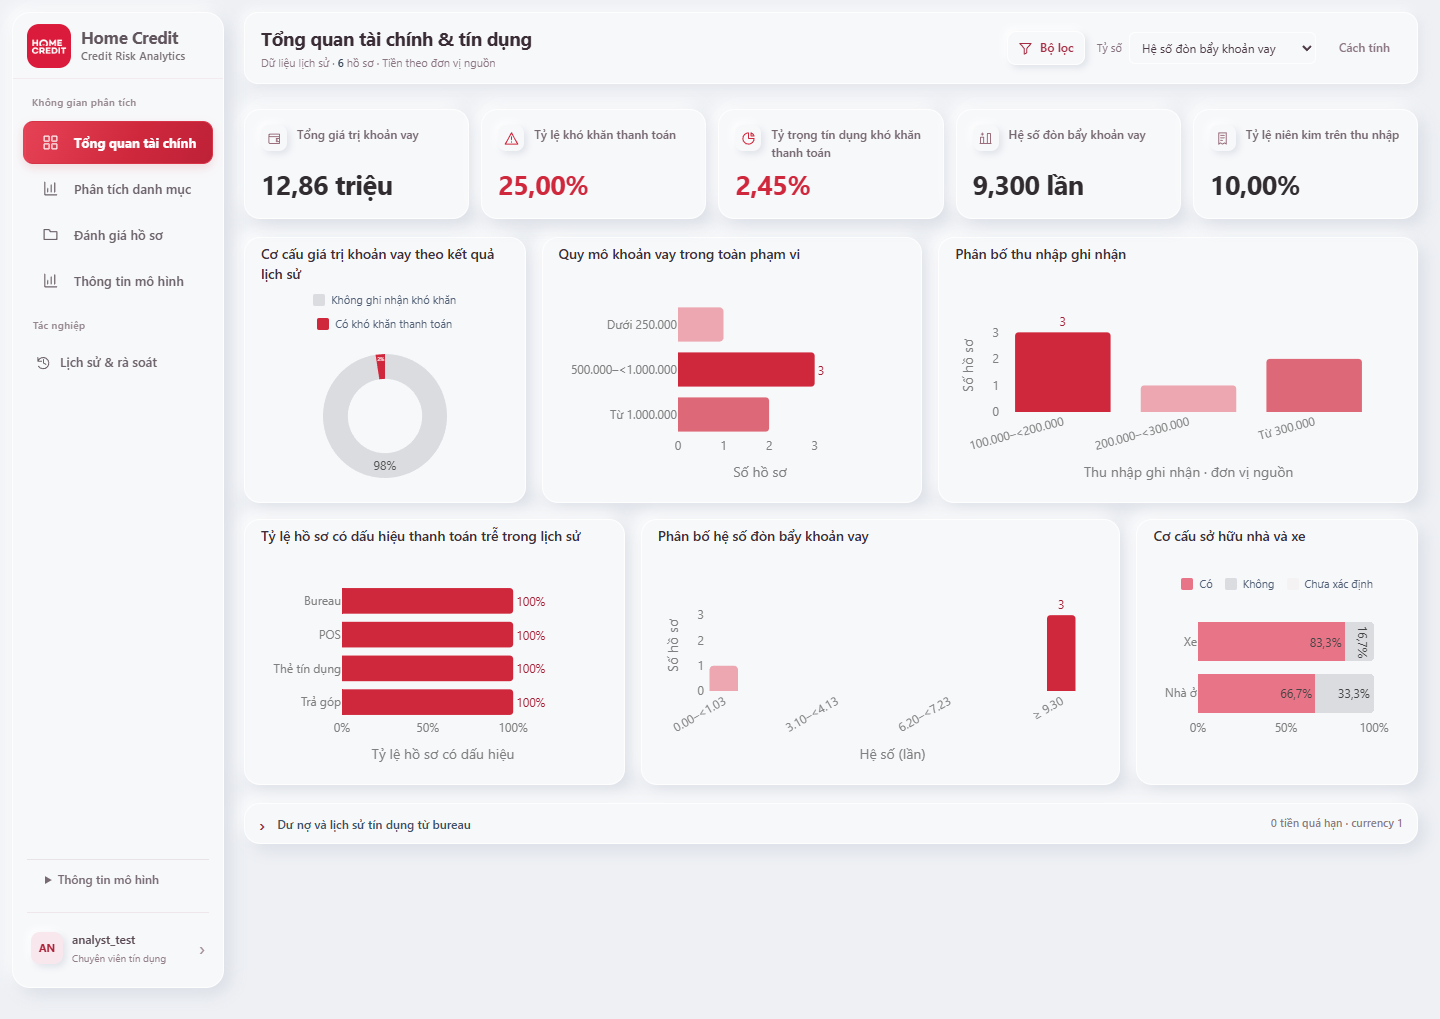 HOME CREDIT
Home Credit
Credit Risk Analytics
Không gian phân tích
Tổng quan tài chính
Phân tích danh mục
Đánh giá hồ sơ
Thông tin mô hình
Tác nghiệp
Lịch sử & rà soát
▶ Thông tin mô hình
AN
analyst_test
Chuyên viên tín dụng
Tổng quan tài chính & tín dụng
Dữ liệu lịch sử · 6 hồ sơ · Tiền theo đơn vị nguồn
Bộ lọc
Tỷ số
Hệ số đòn bẩy khoản vay
Cách tính
Tổng giá trị khoản vay
12,86 triệu
Tỷ lệ khó khăn thanh toán
25,00%
Tỷ trọng tín dụng khó khăn
thanh toán
2,45%
Hệ số đòn bẩy khoản vay
9,300 lần
Tỷ lệ niên kim trên thu nhập
10,00%
Cơ cấu giá trị khoản vay theo kết quả
lịch sử
Không ghi nhận khó khăn
Có khó khăn thanh toán
2%
98%
Quy mô khoản vay trong toàn phạm vi
Dưới 250.000
500.000–<1.000.000
3
Từ 1.000.000
0 1 2 3
Số hồ sơ
Phân bố thu nhập ghi nhận
Số hồ sơ
3
2
1
0
3
100.000–<200.000
200.000–<300.000
Từ 300.000
Thu nhập ghi nhận · đơn vị nguồn
Tỷ lệ hồ sơ có dấu hiệu thanh toán trễ trong lịch sử
Bureau 100%
POS 100%
Thẻ tín dụng 100%
Trả góp 100%
0% 50% 100%
Tỷ lệ hồ sơ có dấu hiệu
Phân bố hệ số đòn bẩy khoản vay
Số hồ sơ
3
2
1
0
3
0.00–<1.03
3.10–<4.13
6.20–<7.23
≥ 9.30
Hệ số (lần)
Cơ cấu sở hữu nhà và xe
Có
Không
Chưa xác định
Xe 83,3% 16,7%
Nhà ở 66,7% 33,3%
0% 50% 100%
Dư nợ và lịch sử tín dụng từ bureau
0 tiền quá hạn · currency 1